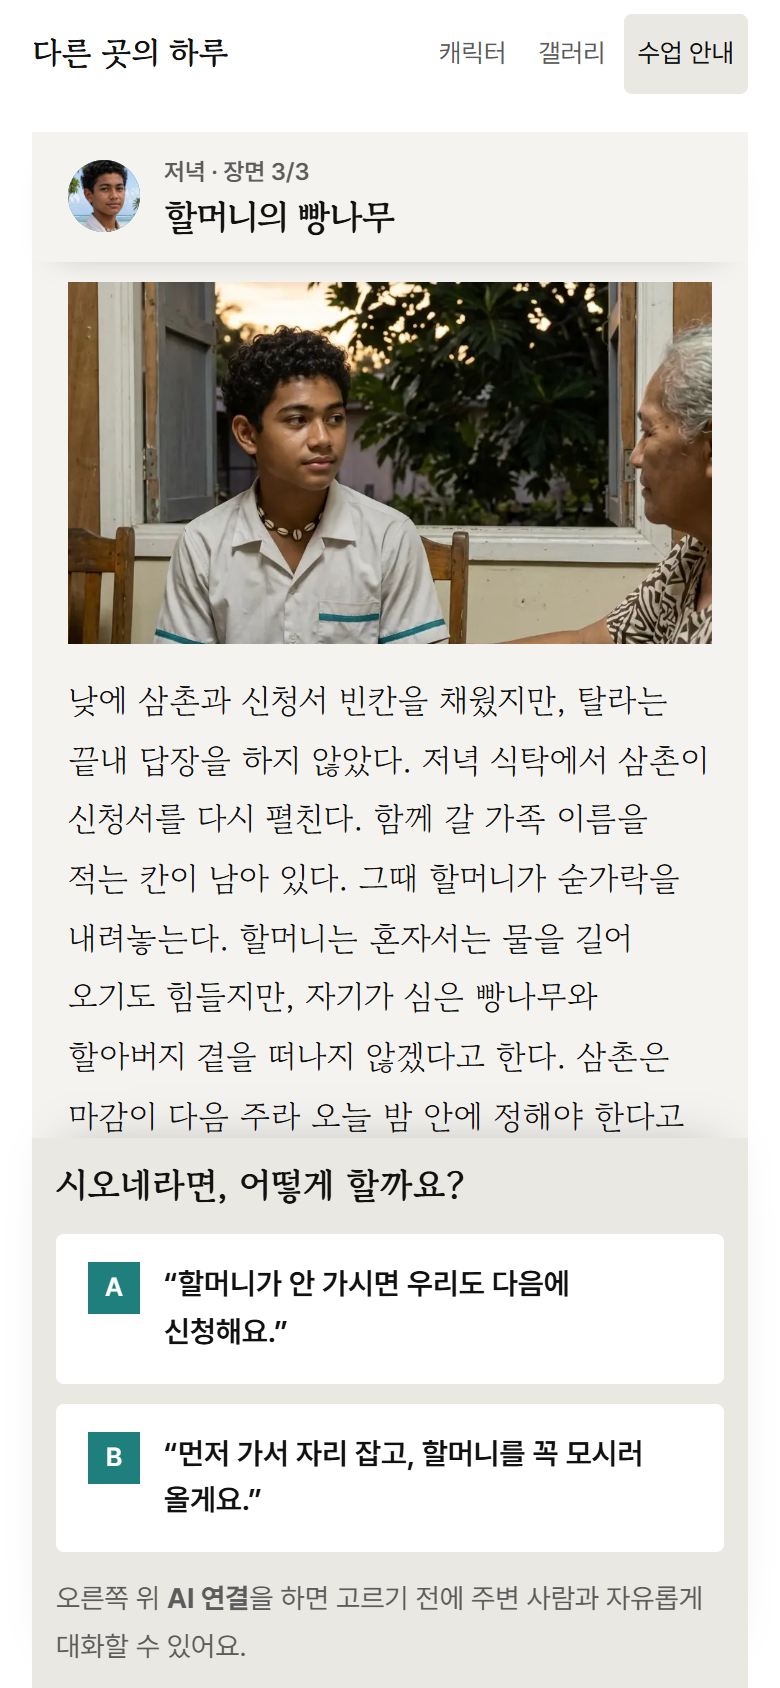 다른 곳의 하루
캐릭터 갤러리 수업 안내
저녁 · 장면 3/3
할머니의 빵나무
낮에 삼촌과 신청서 빈칸을 채웠지만, 탈라는
끝내 답장을 하지 않았다. 저녁 식탁에서 삼촌이
신청서를 다시 펼친다. 함께 갈 가족 이름을
적는 칸이 남아 있다. 그때 할머니가 숟가락을
내려놓는다. 할머니는 혼자서는 물을 길어
오기도 힘들지만, 자기가 심은 빵나무와
할아버지 곁을 떠나지 않겠다고 한다. 삼촌은
마감이 다음 주라 오늘 밤 안에 정해야 한다고
시오네라면, 어떻게 할까요?
A “할머니가 안 가시면 우리도 다음에
신청해요.”
B “먼저 가서 자리 잡고, 할머니를 꼭 모시러
올게요.”
오른쪽 위 AI 연결을 하면 고르기 전에 주변 사람과 자유롭게
대화할 수 있어요.